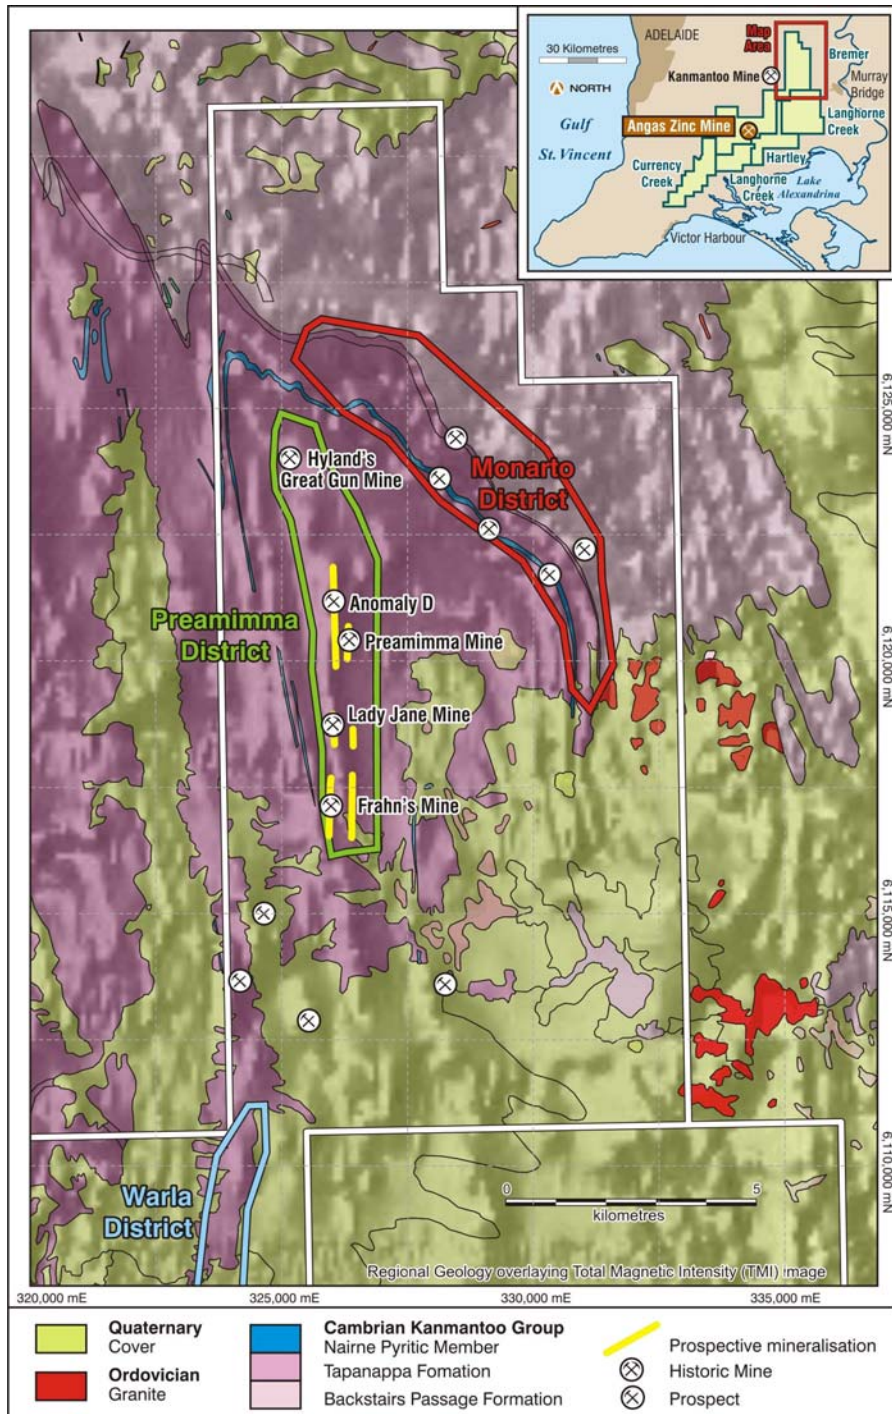 ADELAIDE
Map
Area
30 Kilometres
Bremer
Kanmantoo Mine
NORTH
Murray
Bridge
Gulf
Angas Zinc Mine
Langhorne
Creek
St. Vincent
Hartley
Currency
Creek
Lake
Langhorne
Creek
Alexandrina
Victor Harbour
6,125,000 mN
Hyland's
Great Gun Mine
Monarto
District
Anomaly D
Preamimma
District
Preamimma Mine
6,120,000 mN
Lady Jane Mine
Frahn's Mine
6,115,000 mN
6,110,000 mN
Warla
District
0
5
kilometres
Regional Geology overlaying Total Magnetic Intensity (TMI) image
320,000 mE
325,000 mE
330,000 mE
335,000 mE
Quaternary
Cover
Ordovician
Granite
Cambrian Kanmantoo Group
Nairne Pyritic Member
Tapanappa Fomation
Backstairs Passage Formation
Prospective mineralisation
Historic Mine
Prospect